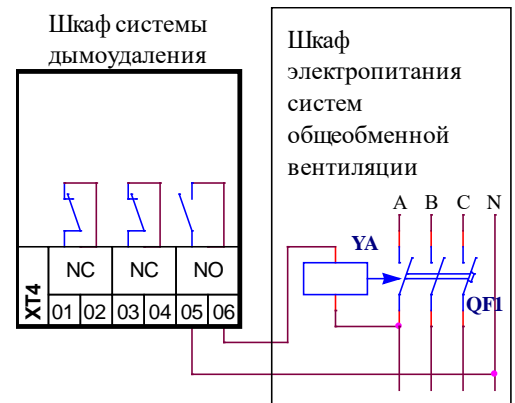 Шкаф системы
дымоудаления
Шкаф
электропитания
систем
общеобменной
вентиляции
A B C N
YA
QF1
XT4
NC NC NO
01 02 03 04 05 06